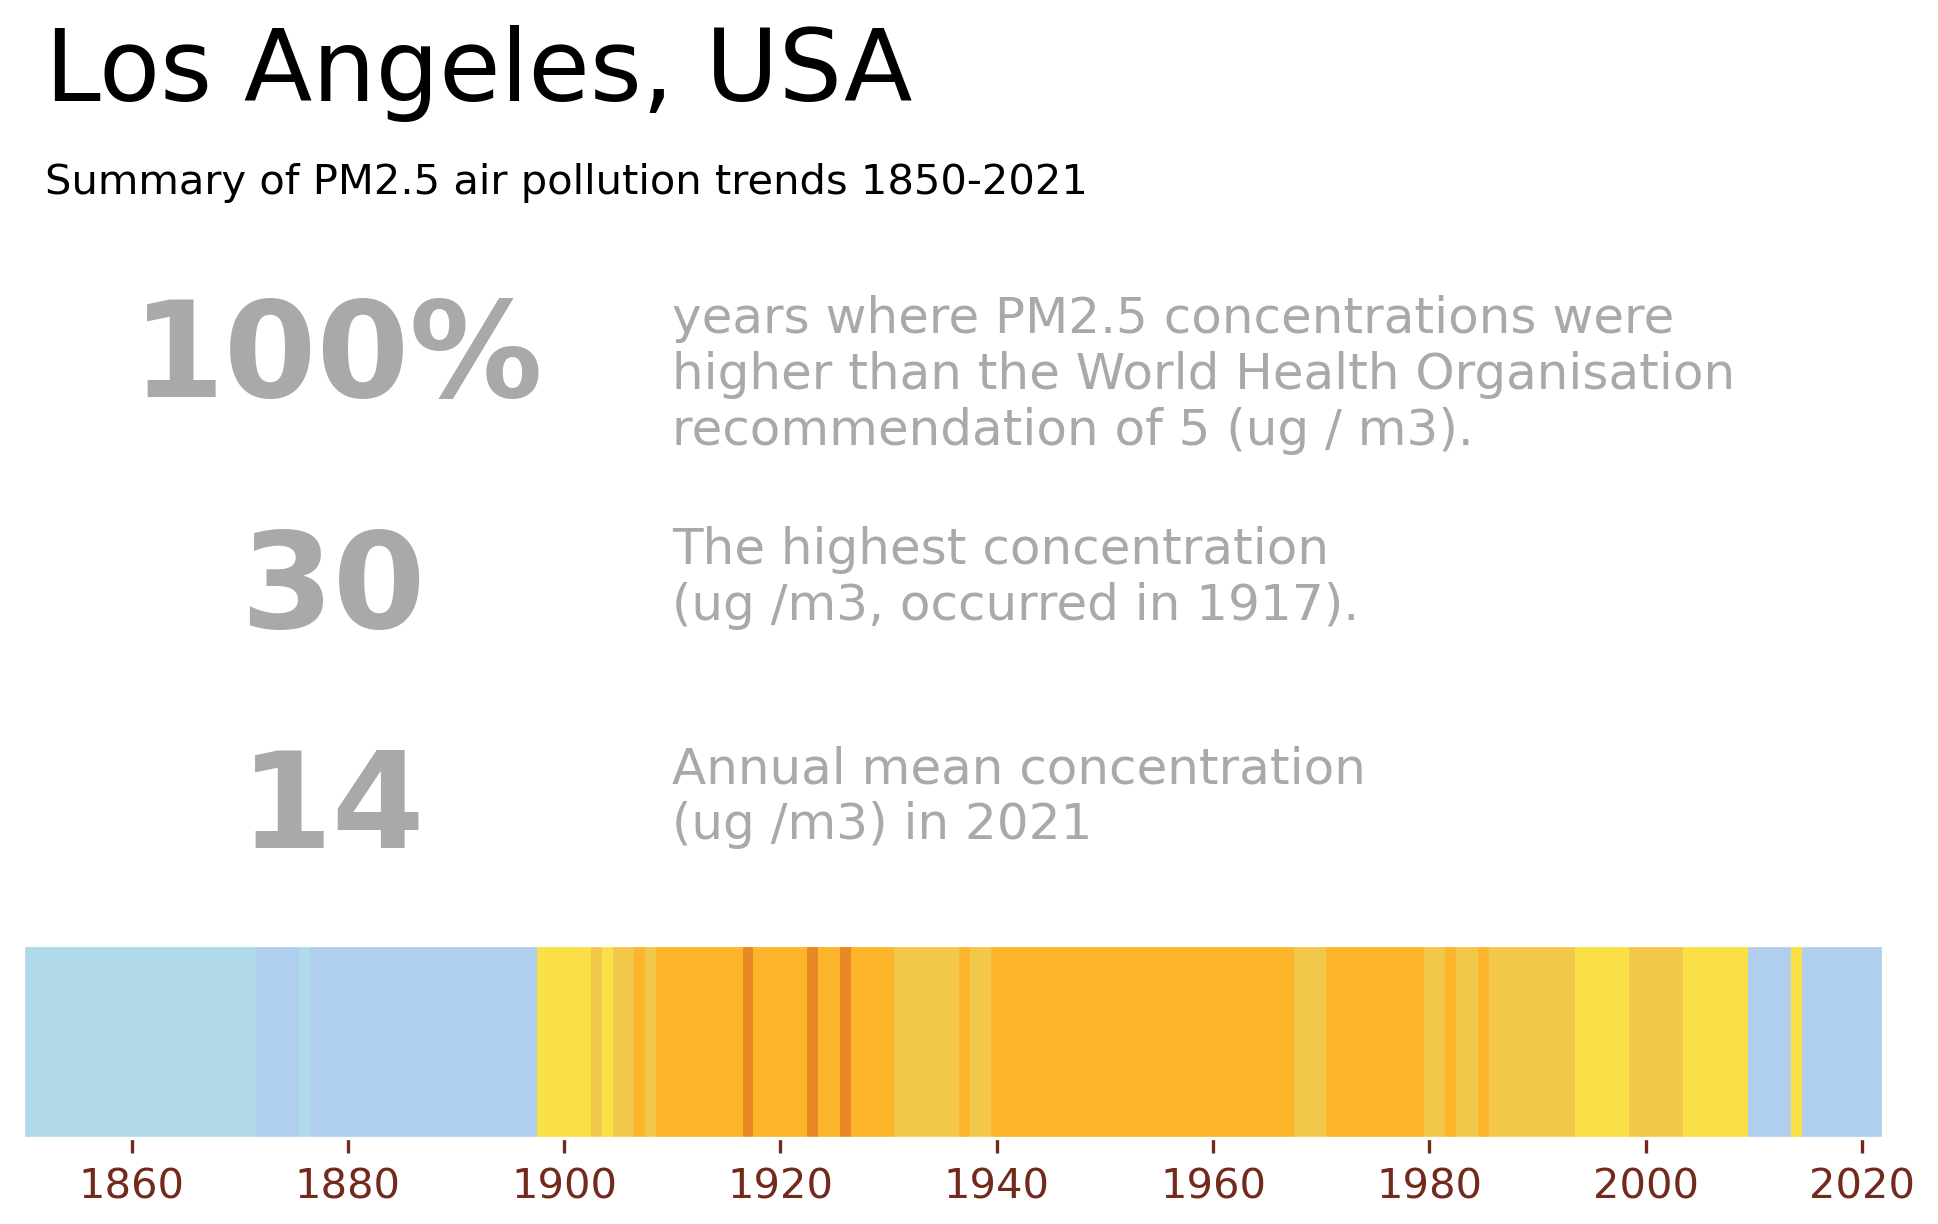 Los Angeles, USA
Summary of PM2.5 air pollution trends 1850-2021
100%
years where PM2.5 concentrations were
higher than the World Health Organisation
recommendation of 5 (ug / m3).
30
The highest concentration
(ug /m3, occurred in 1917).
14
Annual mean concentration
(ug /m3) in 2021
1860 1880 1900 1920 1940 1960 1980 2000 2020